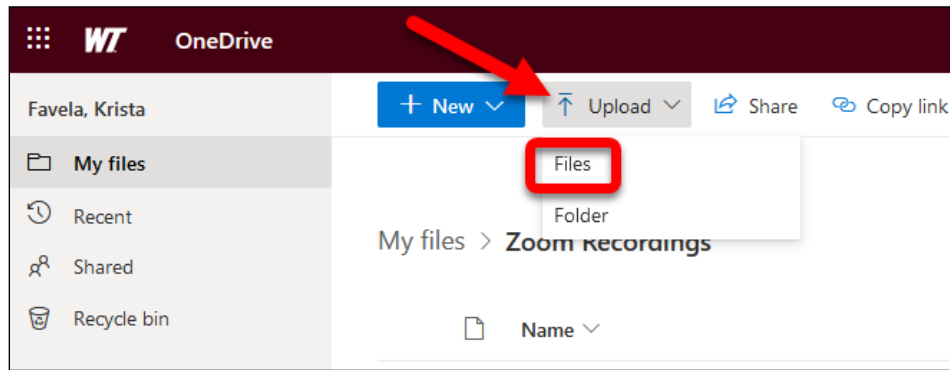 WT OneDrive
Favela, Krista
+ New Upload Share Copy link
My files
Files
Recent
Folder
My files > Zoom Recordings
Shared
Recycle bin
Name